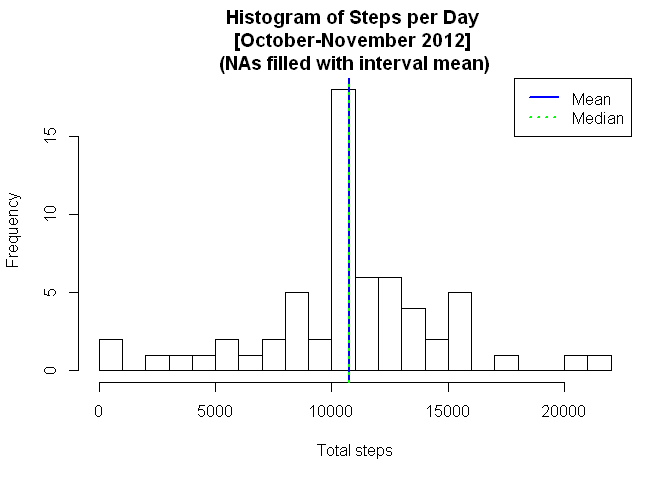 Histogram of Steps per Day
[October-November 2012]
(NAs filled with interval mean)
Mean
Median
Frequency
15
10
5
0
0 5000 10000 15000 20000
Total steps